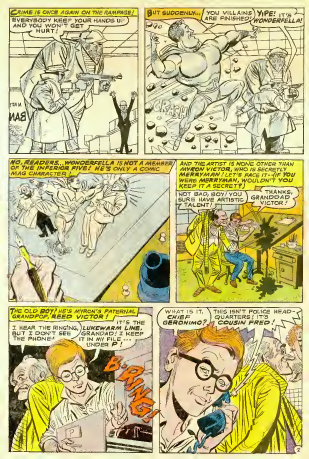 CRIME IS ONCE AGAIN ON THE RAMPAGE!
EVERYBODY KEEP YOUR HANDS UP
AND YOU WON'T GET
HURT!
BAN
BUT SUDDENLY...
YOU VILLAINS
ARE FINISHED!
YIPE! IT'S
WONDERFELLA!
CRASH
NO, READERS... WONDERFELLA IS NOT A MEMBER
OF THE INFERIOR FIVE! HE'S ONLY A COMIC
MAG CHARACTER!
AND THE ARTIST IS NONE OTHER THAN
MYRON VICTOR, WHO IS SECRETLY
MERRYMAN! (LET'S FACE IT--IF YOU
WERE MERRYMAN, WOULDN'T YOU
KEEP IT A SECRET?)
NOT BAD, BOY! YOU
SURE HAVE ARTISTIC
TALENT!
THANKS,
GRANDDAD
VICTOR!
THE OLD BOY? HE'S MYRON'S PATERNAL
GRANDPOP, REED VICTOR!
I HEAR THE RINGING,
BUT I DON'T SEE
THE PHONE!
IT'S THE
LUKEWARM LINE,
GRANDAD! I KEEP
IT IN MY FILE ---
UNDER P!
BRRING!
WHAT IS IT,
CHIEF
GERONIMO?
THIS ISN'T POLICE HEAD-
QUARTERS! IT'S
COUSIN FRED!
2